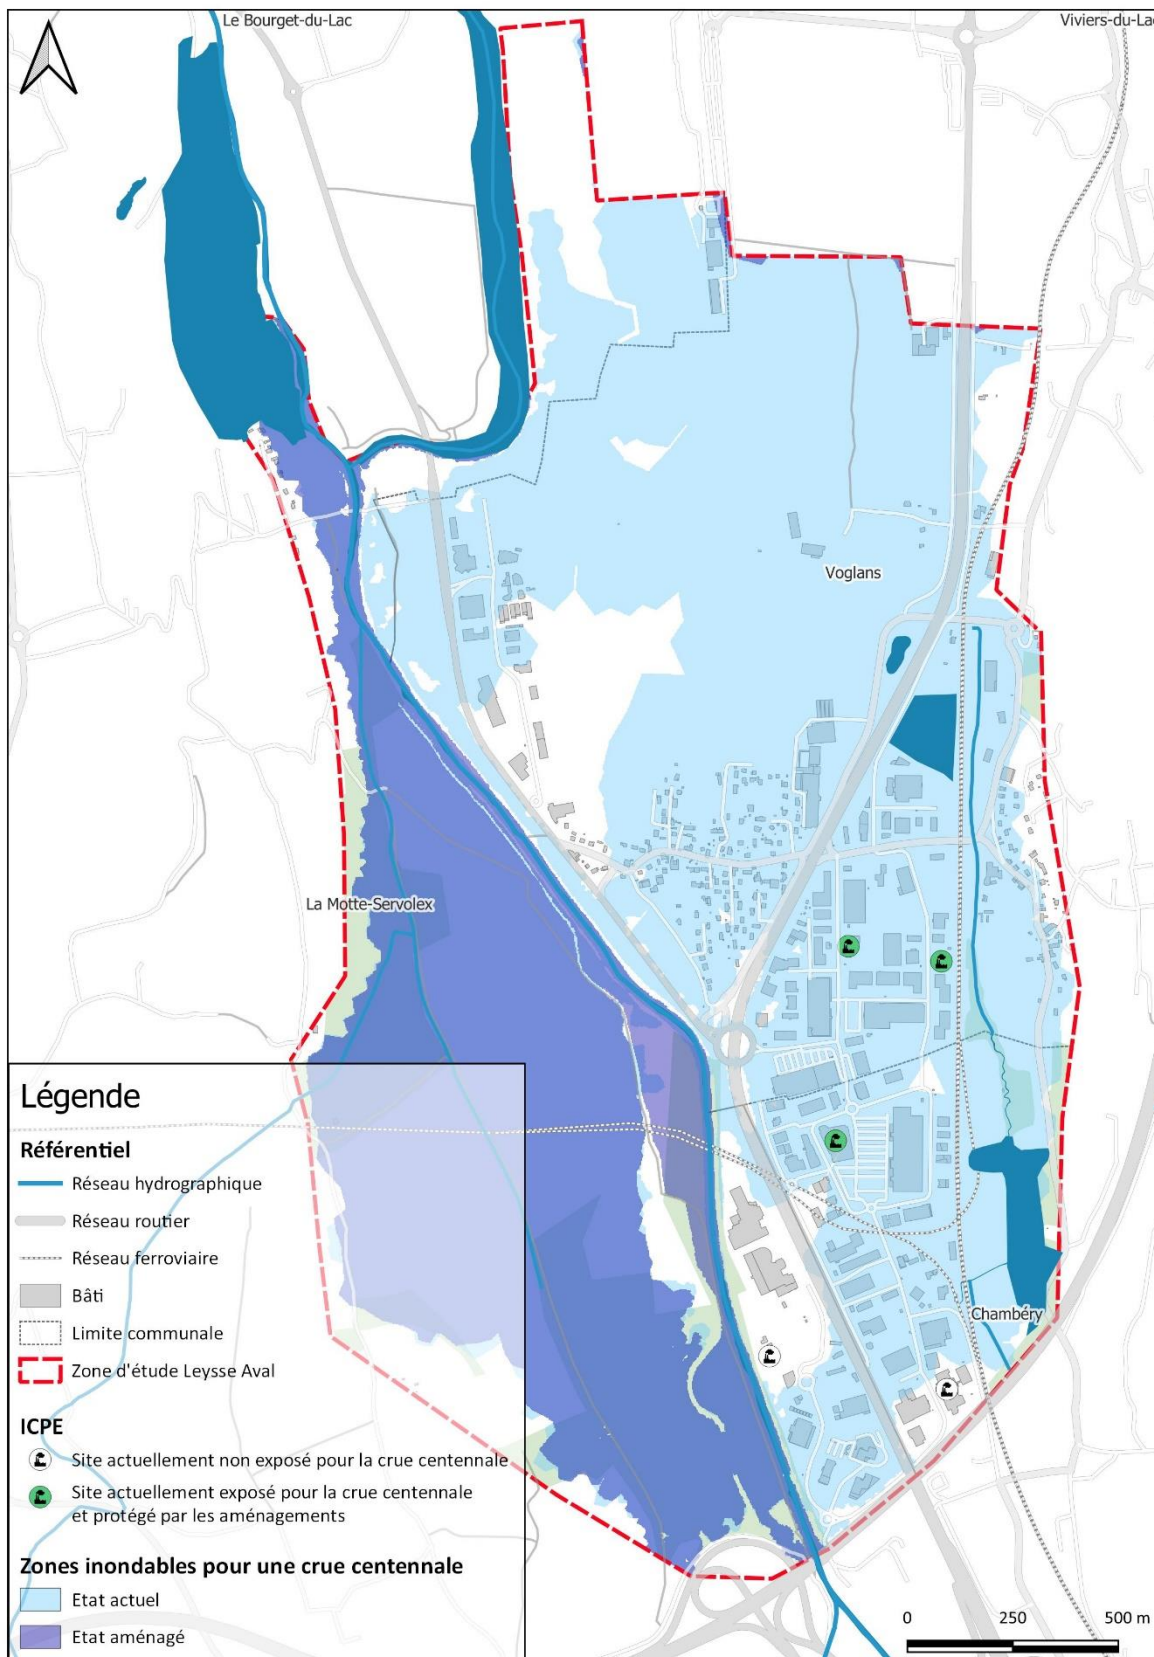 Le Bourget-du-Lac
Viviers-du-La
Voglans
La Motte-Servolex
Chambéry
Légende
Référentiel
Réseau hydrographique
Réseau routier
Réseau ferroviaire
Bâti
Limite communale
Zone d'étude Leysse Aval
ICPE
Site actuellement non exposé pour la crue centennale
Site actuellement exposé pour la crue centennale
et protégé par les aménagements
Zones inondables pour une crue centennale
Etat actuel
Etat aménagé
0 250 500 m